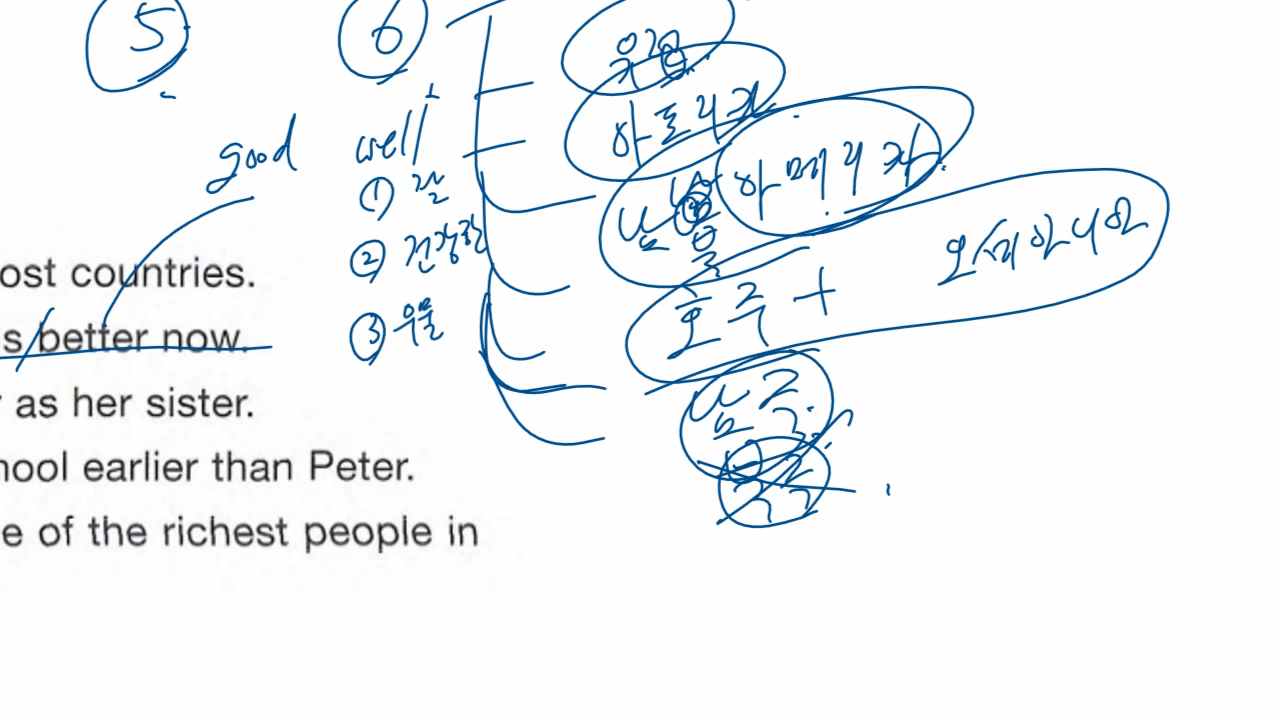 5
6
good
well
① 잘
② 건강한
③ 우물
유럽
아프리카
아메리카
호주 + 오세아니아
남극
ost countries.
s better now.
as her sister.
hool earlier than Peter.
e of the richest people in